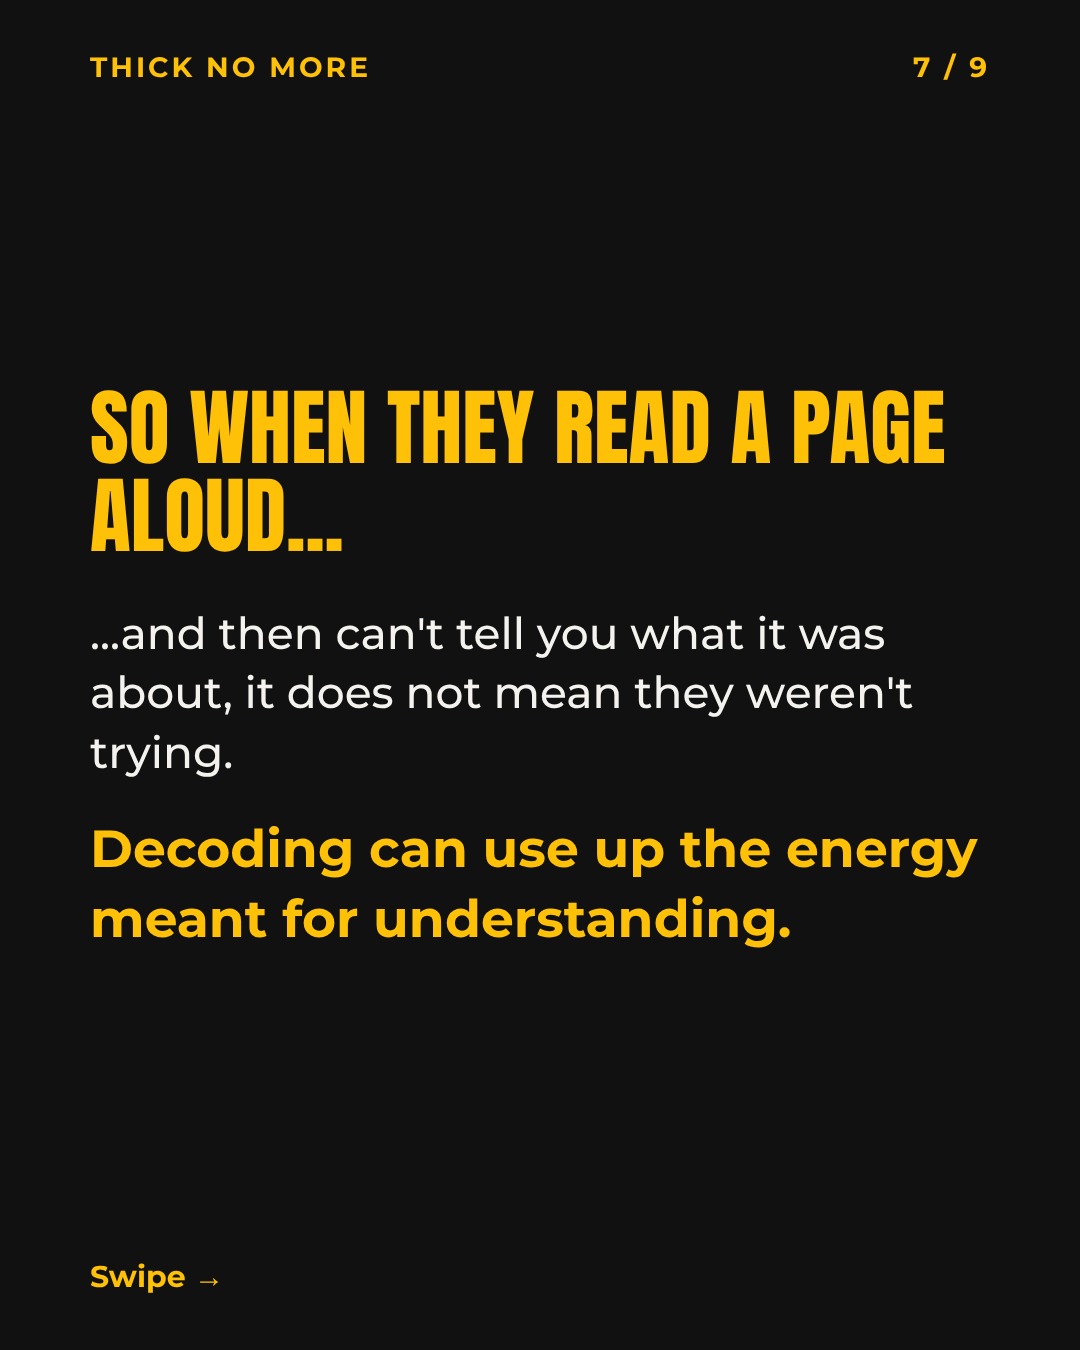 THICK NO MORE
7 / 9
SO WHEN THEY READ A PAGE
ALOUD...
...and then can't tell you what it was
about, it does not mean they weren't
trying.
Decoding can use up the energy
meant for understanding.
Swipe →